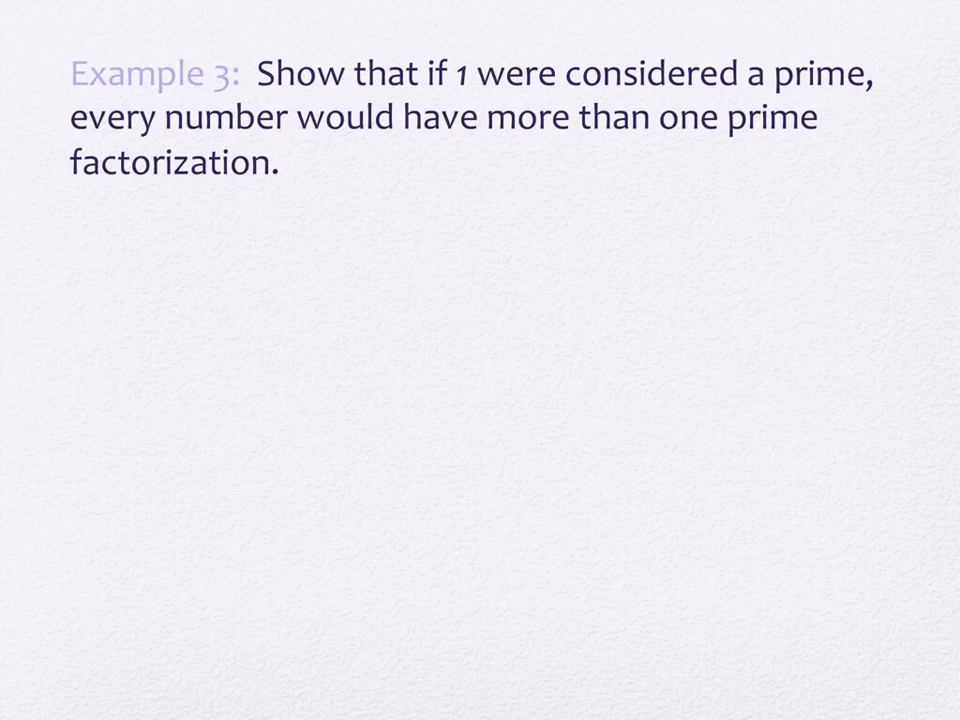 Example 3: Show that if 1 were considered a prime,
every number would have more than one prime
factorization.